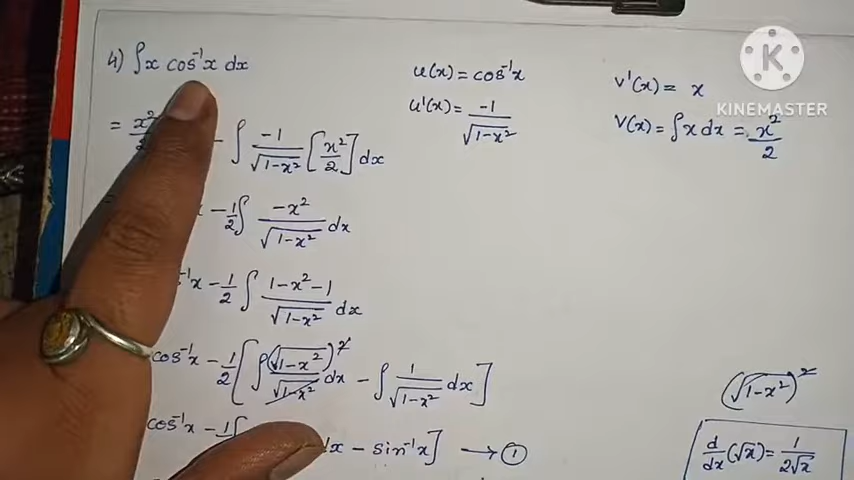 4) ∫x cos⁻¹x dx
u(x) = cos⁻¹x
v'(x) = x
K
KINEMASTER
u'(x) = -1/√(1-x²)
v(x) = ∫x dx = x²/2
= x²/2 - ∫ -1/√(1-x²) [x²/2] dx
x - 1/2 ∫ -x²/√(1-x²) dx
s⁻¹x - 1/2 ∫ (1-x²-1)/√(1-x²) dx
cos⁻¹x - 1/2 [∫ (√(1-x²))²/√(1-x²) dx - ∫ 1/√(1-x²) dx]
(√(1-x²))²
cos⁻¹x - 1/2 dx - sin⁻¹x] → ①
d/dx (√x) = 1/2√x